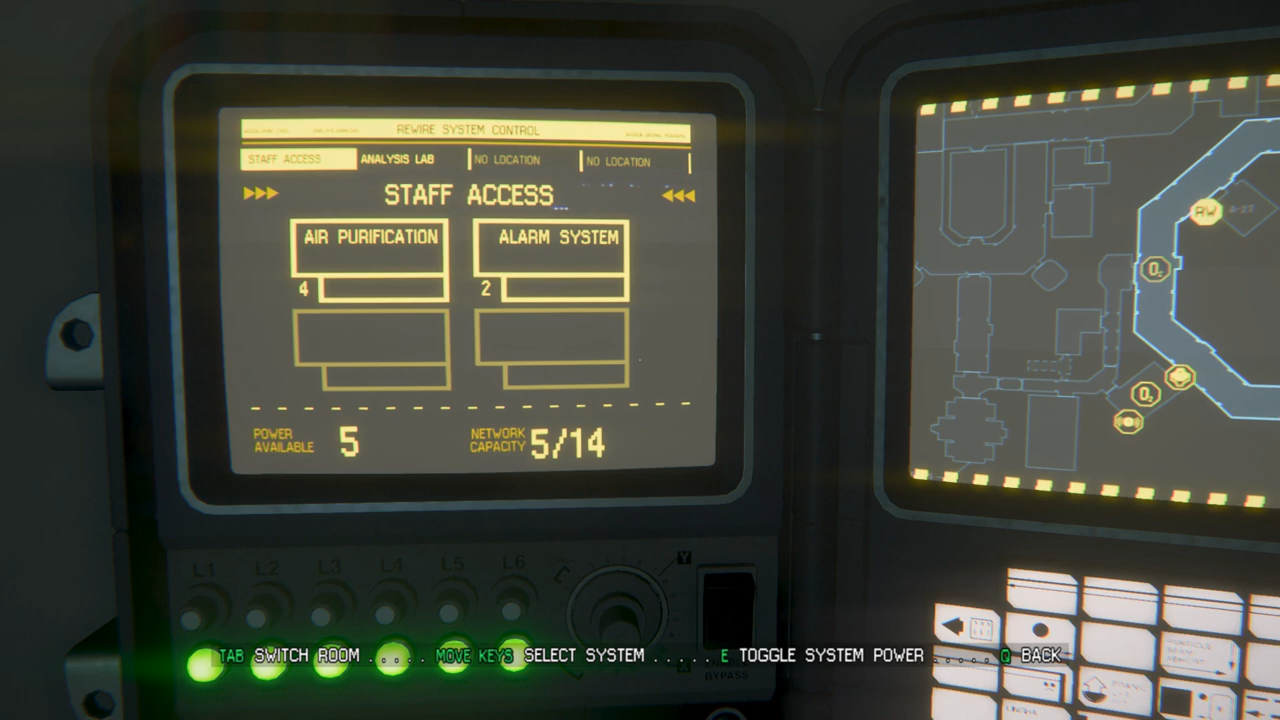 REWIRE SYSTEM CONTROL
STAFF ACCESS ANALYSIS LAB NO LOCATION NO LOCATION
STAFF ACCESS
AIR PURIFICATION ALARM SYSTEM
4 2
POWER AVAILABLE 5 NETWORK CAPACITY 5/14
RW A-27
O₂
O₂
L1 L2 L3 L4 L5 L6
Y
TAB SWITCH ROOM ..... MOVE KEYS SELECT SYSTEM ...... E TOGGLE SYSTEM POWER ...... Q BACK
BYPASS